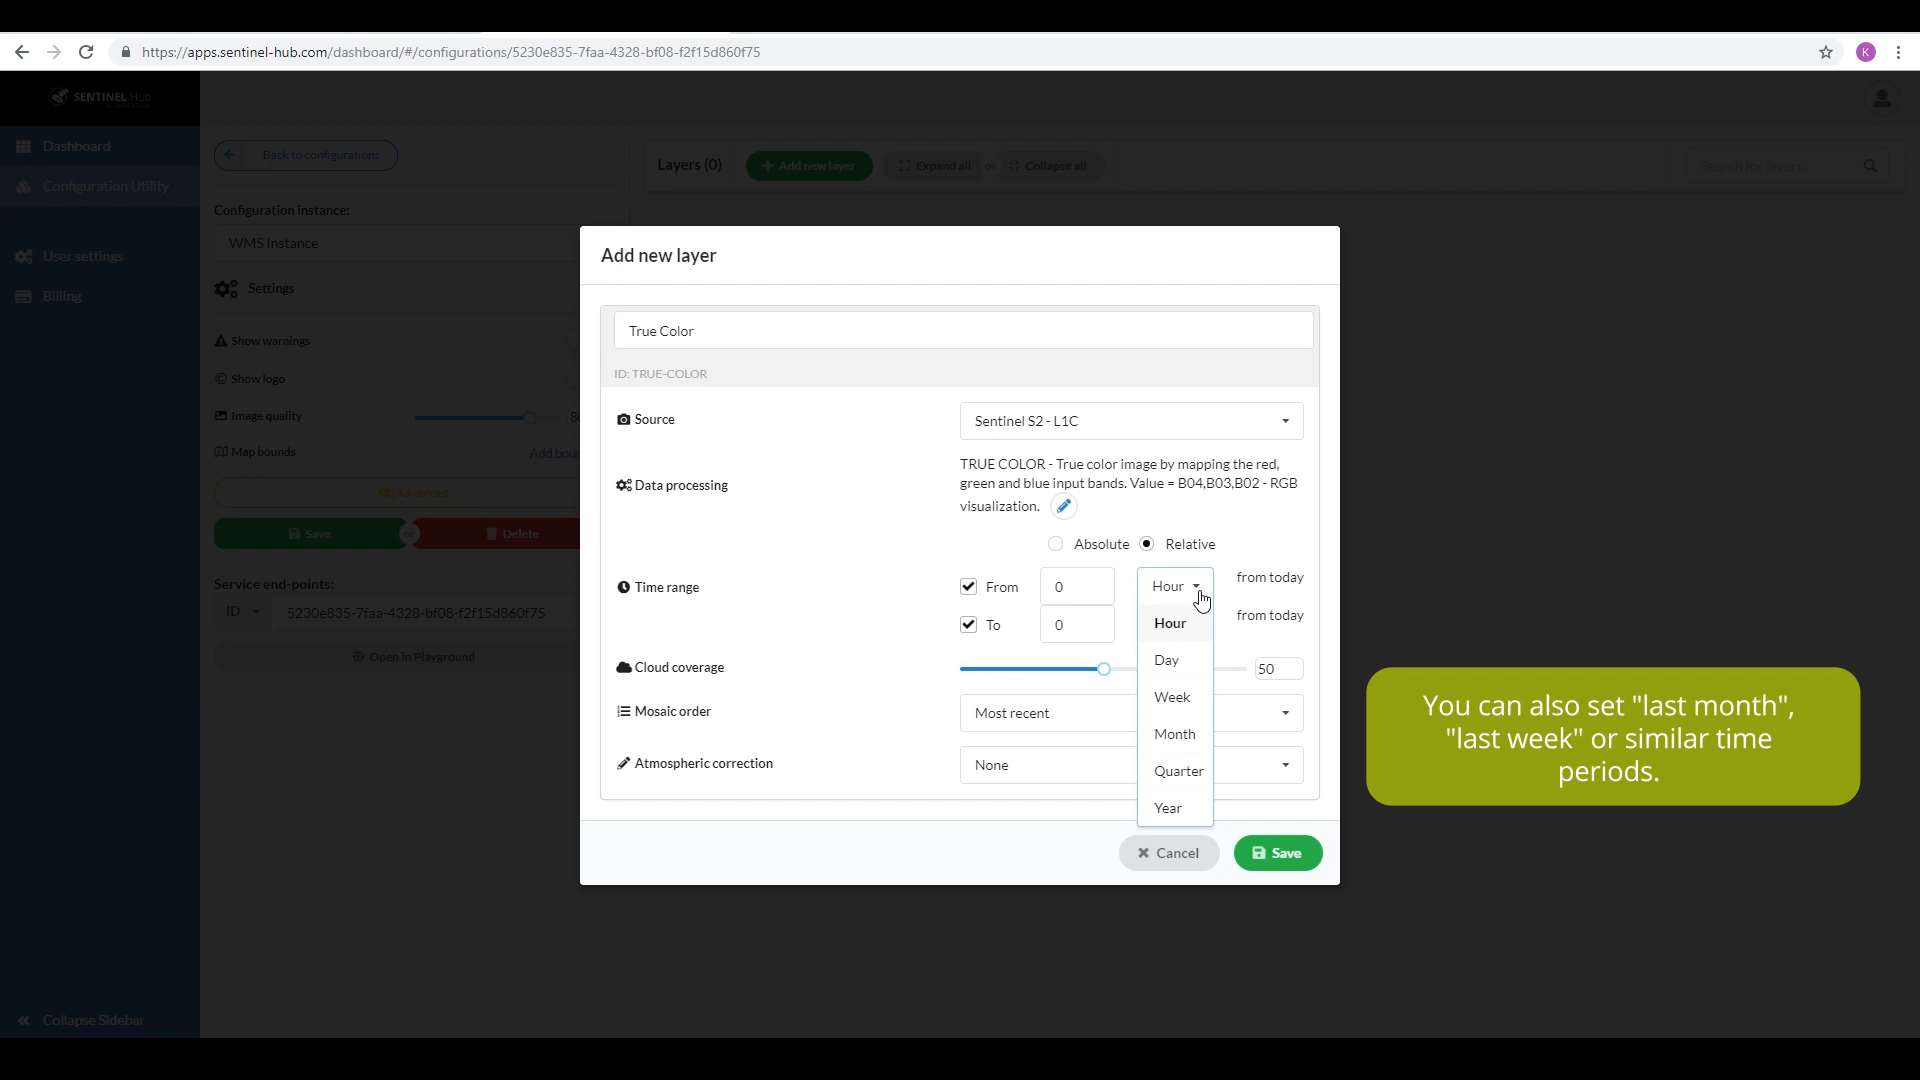 https://apps.sentinel-hub.com/dashboard/#/configurations/5230e835-7faa-4328-bf08-f2f15d860f75
K
SENTINEL Hub
Dashboard
Configuration Utility
User settings
Billing
Collapse Sidebar
Back to configurations
Configuration instance:
WMS Instance
Settings
Show warnings
Show logo
Image quality
Map bounds
Advanced
Save
or
Delete
Service end-points:
ID
5230e835-7faa-4328-bf08-f2f15d860f75
Open in Playground
Layers (0)
Add new layer
Expand all
or
Collapse all
Search for layers...
Add new layer
True Color
ID: TRUE-COLOR
Source
Sentinel S2 - L1C
Data processing
TRUE COLOR - True color image by mapping the red,
green and blue input bands. Value = B04,B03,B02 - RGB
visualization.
Absolute
Relative
Time range
From
0
Hour
from today
To
0
from today
Hour
Day
Week
Month
Quarter
Year
Cloud coverage
50
Mosaic order
Most recent
Atmospheric correction
None
Cancel
Save
You can also set "last month",
"last week" or similar time
periods.